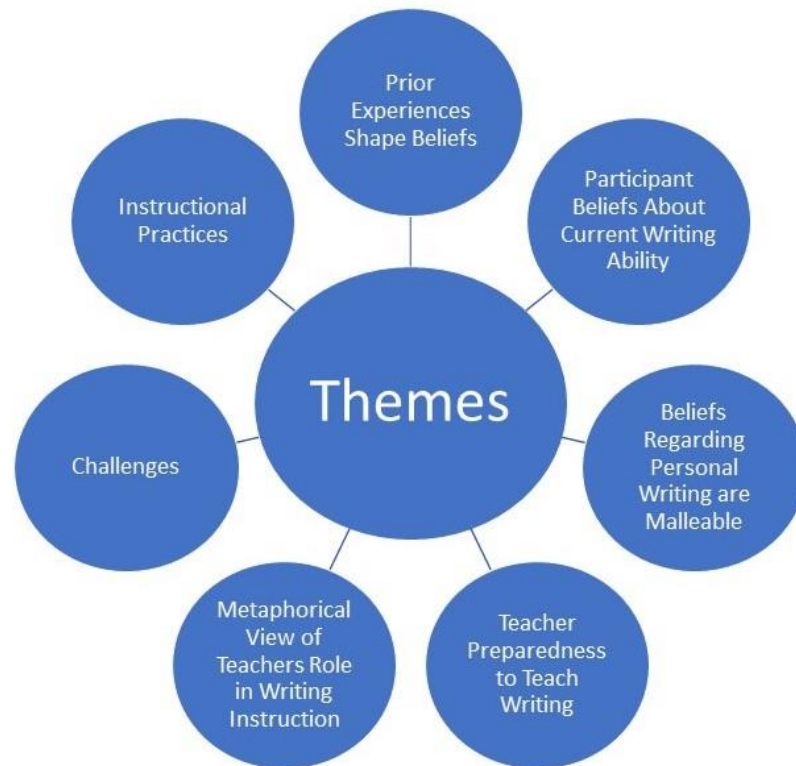 Prior
Experiences
Shape Beliefs
Participant
Beliefs About
Current Writing
Ability
Beliefs
Regarding
Personal
Writing are
Malleable
Teacher
Preparedness
to Teach
Writing
Metaphorical
View of
Teachers Role
in Writing
Instruction
Challenges
Instructional
Practices
Themes